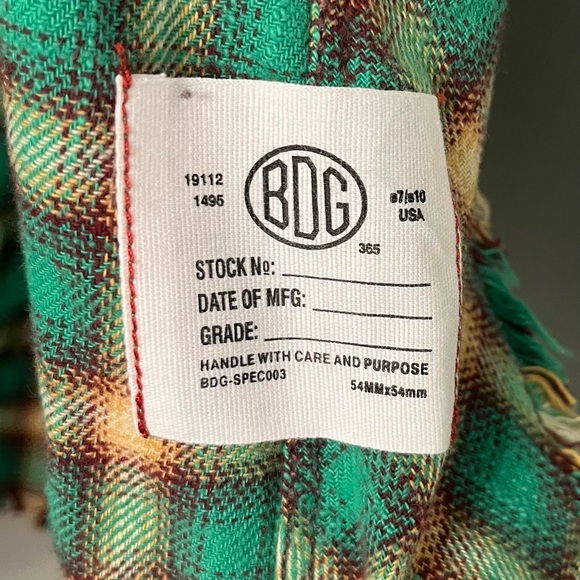 19112
1495
BDG
365
s7/s10
USA
STOCK No:
DATE OF MFG:
GRADE:
HANDLE WITH CARE AND PURPOSE
BDG-SPEC003
54MMx54mm